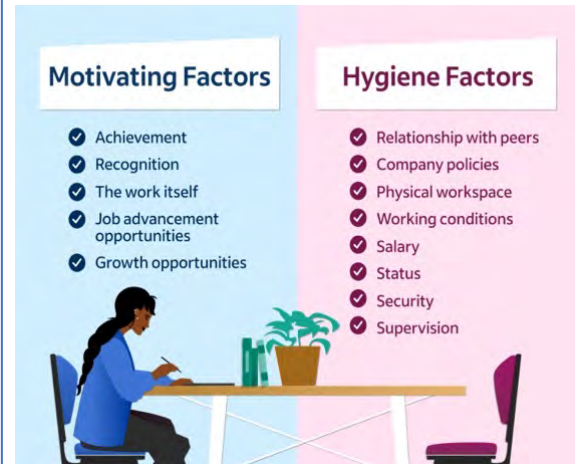 Motivating Factors
Achievement
Recognition
The work itself
Job advancement
opportunities
Growth opportunities
Hygiene Factors
Relationship with peers
Company policies
Physical workspace
Working conditions
Salary
Status
Security
Supervision